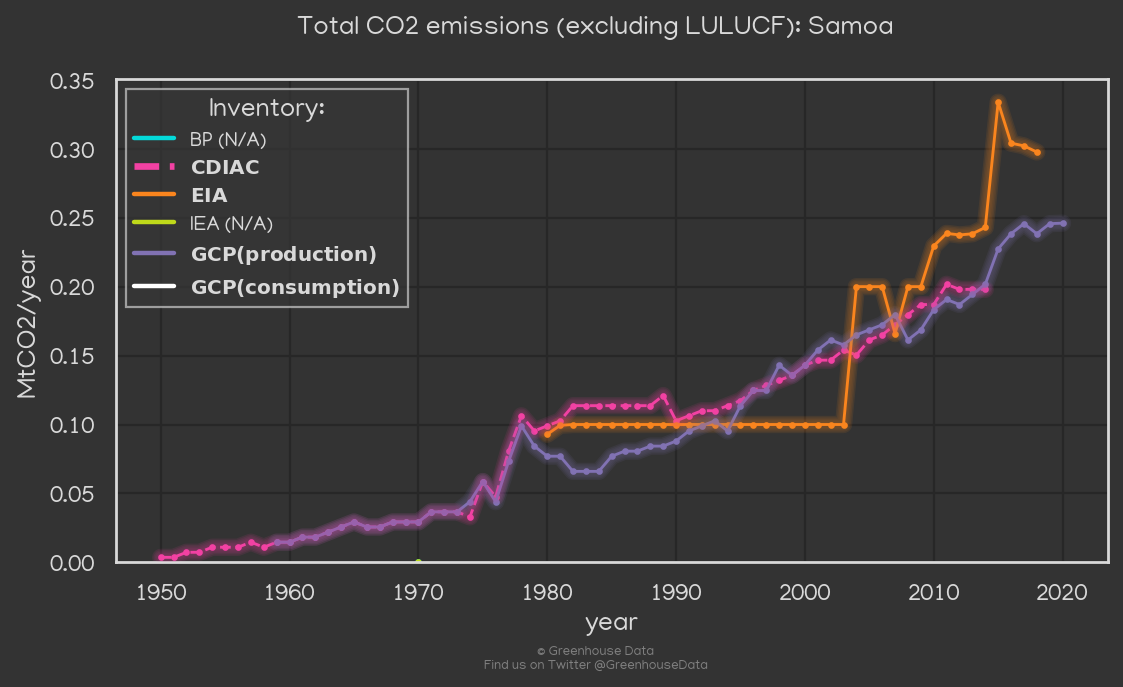 Total CO2 emissions (excluding LULUCF): Samoa
0.35
0.30
0.25
0.20
0.15
0.10
0.05
0.00
MtCO2/year
Inventory:
BP (N/A)
CDIAC
EIA
IEA (N/A)
GCP(production)
GCP(consumption)
1950 1960 1970 1980 1990 2000 2010 2020
year
© Greenhouse Data
Find us on Twitter @GreenhouseData